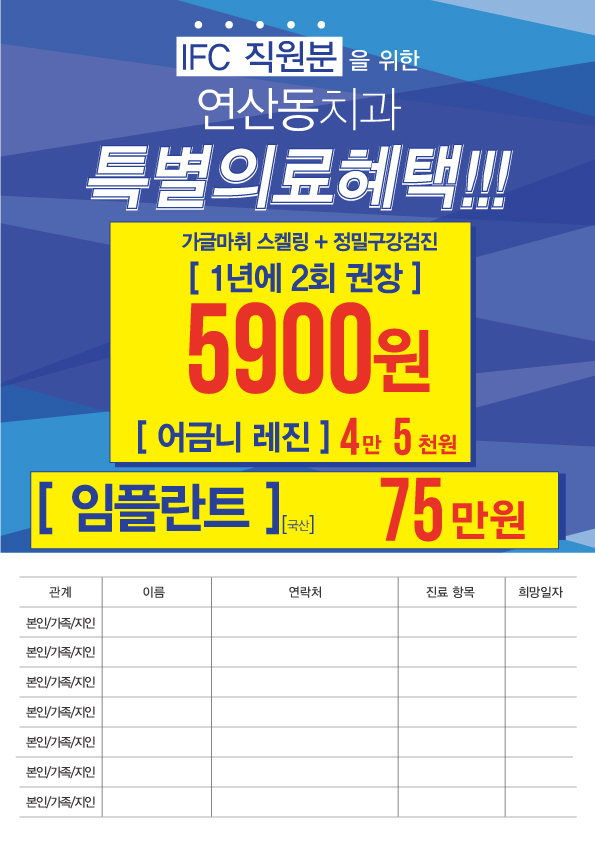 IFC 직원분 을 위한
연산동치과
특별의료혜택!!!
가글마취 스켈링 + 정밀구강검진
[ 1년에 2회 권장 ]
5900원
[ 어금니 레진 ] 4만 5천원
[ 임플란트 ] [국산] 75만원
관계 이름 연락처 진료 항목 희망일자
본인/가족/지인
본인/가족/지인
본인/가족/지인
본인/가족/지인
본인/가족/지인
본인/가족/지인
본인/가족/지인